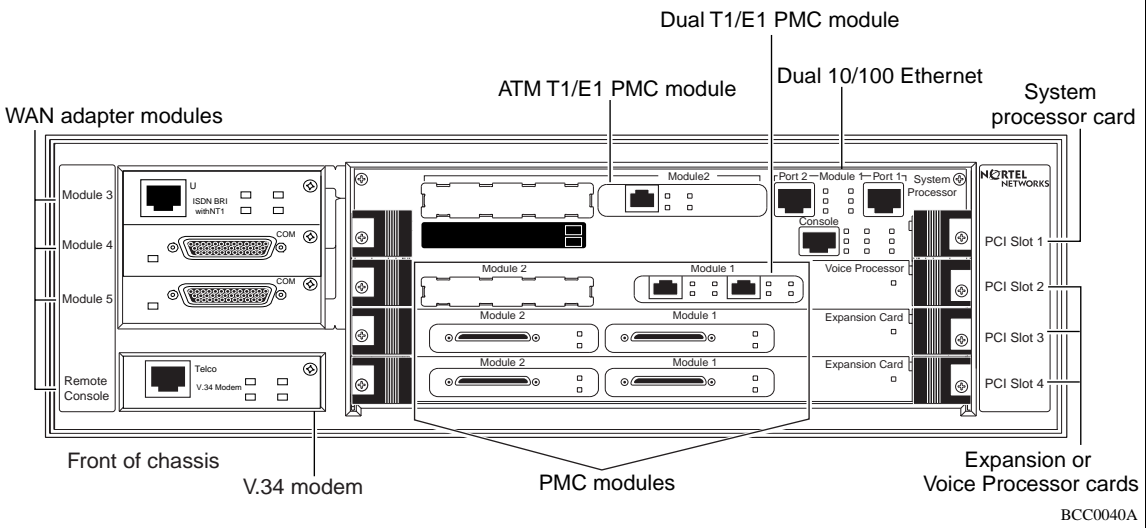 Dual T1/E1 PMC module
ATM T1/E1 PMC module
Dual 10/100 Ethernet
System
processor card
WAN adapter modules
Module 3
U
ISDN BRI
withNT1
Module 4
COM
Module 5
COM
Remote
Console
Telco
V.34 Modem
Module2
Port 2
Module 1
Port 1
System
Processor
Console
Module 2
Module 1
Voice Processor
Module 2
Module 1
Expansion Card
Module 2
Module 1
Expansion Card
NORTEL
NETWORKS
PCI Slot 1
PCI Slot 2
PCI Slot 3
PCI Slot 4
Front of chassis
V.34 modem
PMC modules
Expansion or
Voice Processor cards
BCC0040A